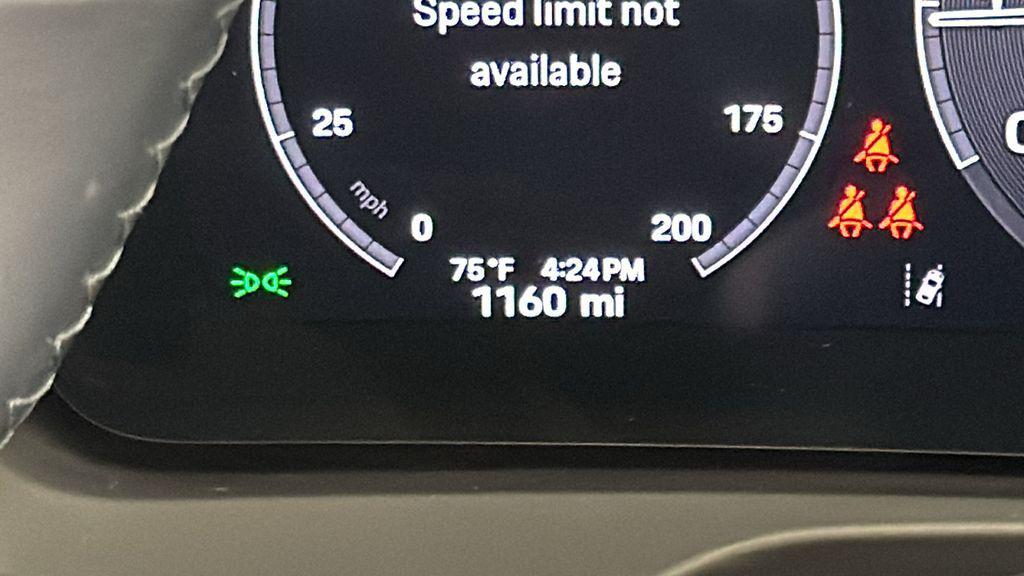 Speed limit not
available
25
175
mph
0
200
75°F 4:24PM
1160 mi